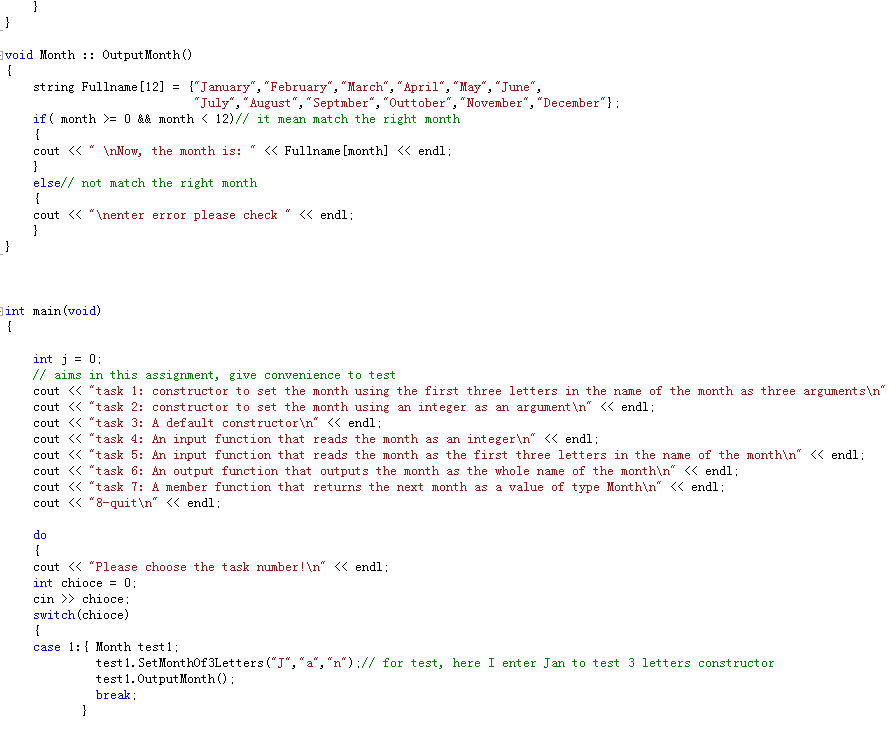 }
}
void Month :: OutputMonth()
{
string Fullname[12] = {"January","February","March","April","May","June",
"July","August","Septmber","Outtober","November","December"};
if( month >= 0 && month < 12)// it mean match the right month
{
cout << " \nNow, the month is: " << Fullname[month] << endl;
}
else// not match the right month
{
cout << "\nenter error please check " << endl;
}
}
int main(void)
{
int j = 0;
// aims in this assignment, give convenience to test
cout << "task 1: constructor to set the month using the first three letters in the name of the month as three arguments\n"
cout << "task 2: constructor to set the month using an integer as an argument\n" << endl;
cout << "task 3: A default constructor\n" << endl;
cout << "task 4: An input function that reads the month as an integer\n" << endl;
cout << "task 5: An input function that reads the month as the first three letters in the name of the month\n" << endl;
cout << "task 6: An output function that outputs the month as the whole name of the month\n" << endl;
cout << "task 7: A member function that returns the next month as a value of type Month\n" << endl;
cout << "8-quit\n" << endl;
do
{
cout << "Please choose the task number!\n" << endl;
int chioce = 0;
cin >> chioce;
switch(chioce)
{
case 1:{ Month test1;
test1.SetMonthOf3Letters("J","a","n");// for test, here I enter Jan to test 3 letters constructor
test1.OutputMonth();
break;
}